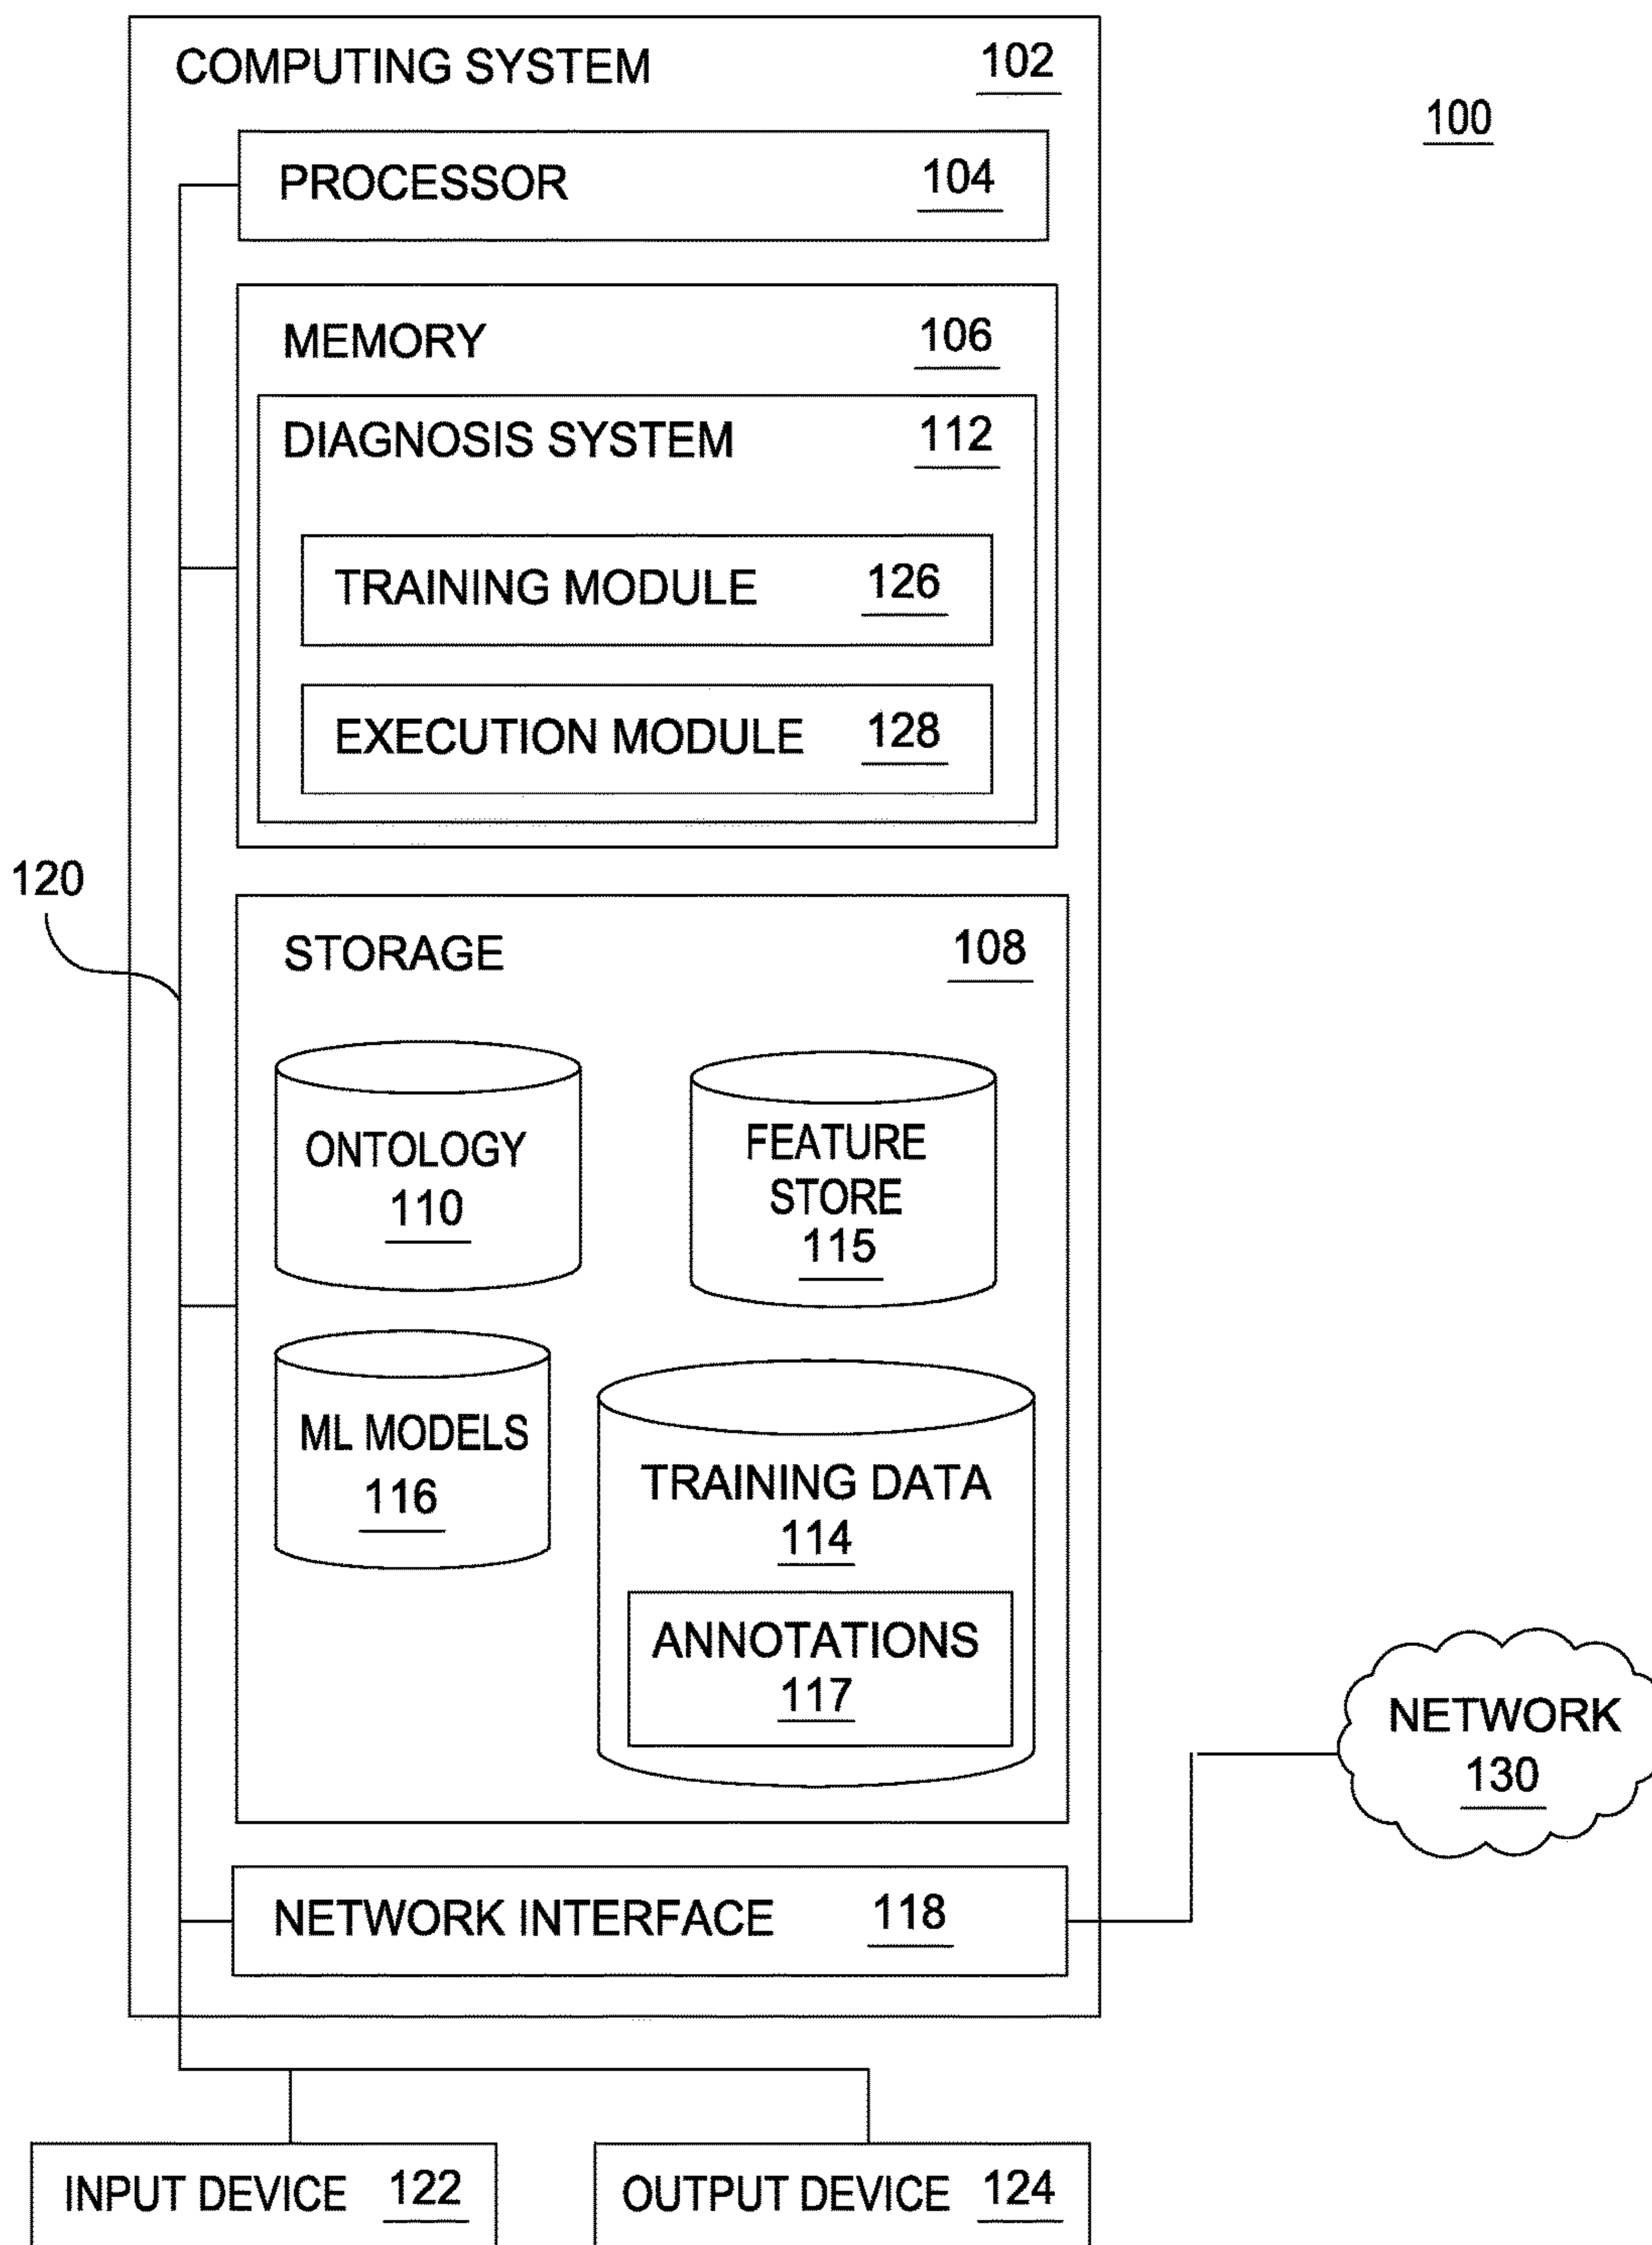 COMPUTING SYSTEM 102
100
PROCESSOR 104
MEMORY 106
DIAGNOSIS SYSTEM 112
TRAINING MODULE 126
EXECUTION MODULE 128
120
STORAGE 108
ONTOLOGY
110
FEATURE
STORE
115
ML MODELS
116
TRAINING DATA
114
ANNOTATIONS
117
NETWORK
130
NETWORK INTERFACE 118
INPUT DEVICE 122
OUTPUT DEVICE 124